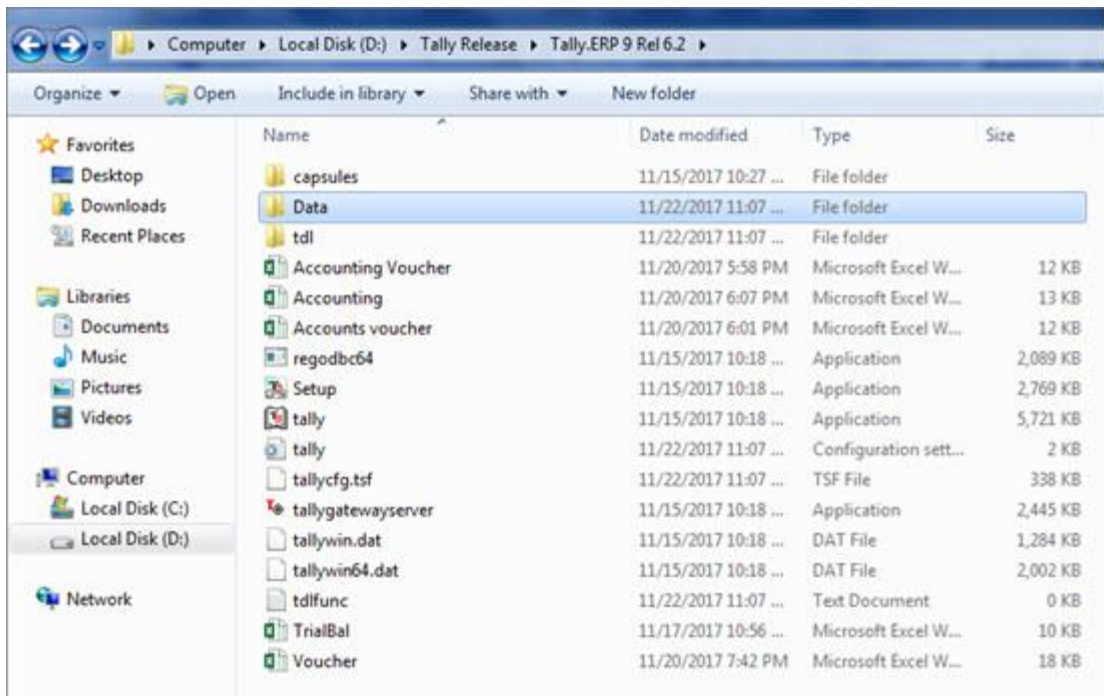 Computer ▸ Local Disk (D:) ▸ Tally Release ▸ Tally.ERP 9 Rel 6.2 ▸
Organize ▾ Open Include in library ▾ Share with ▾ New folder
Name Date modified Type Size
Favorites
Desktop
Downloads
Recent Places
Libraries
Documents
Music
Pictures
Videos
Computer
Local Disk (C:)
Local Disk (D:)
Network
capsules 11/15/2017 10:27 ... File folder
Data 11/22/2017 11:07 ... File folder
tdl 11/22/2017 11:07 ... File folder
Accounting Voucher 11/20/2017 5:58 PM Microsoft Excel W... 12 KB
Accounting 11/20/2017 6:07 PM Microsoft Excel W... 13 KB
Accounts voucher 11/20/2017 6:01 PM Microsoft Excel W... 12 KB
regodbc64 11/15/2017 10:18 ... Application 2,089 KB
Setup 11/15/2017 10:18 ... Application 2,769 KB
tally 11/15/2017 10:18 ... Application 5,721 KB
tally 11/22/2017 11:07 ... Configuration sett... 2 KB
tallycfg.tsf 11/22/2017 11:07 ... TSF File 338 KB
tallygatewayserver 11/15/2017 10:18 ... Application 2,445 KB
tallywin.dat 11/15/2017 10:18 ... DAT File 1,284 KB
tallywin64.dat 11/15/2017 10:18 ... DAT File 2,002 KB
tdlfunc 11/22/2017 11:07 ... Text Document 0 KB
TrialBal 11/17/2017 10:56 ... Microsoft Excel W... 10 KB
Voucher 11/20/2017 7:42 PM Microsoft Excel W... 18 KB